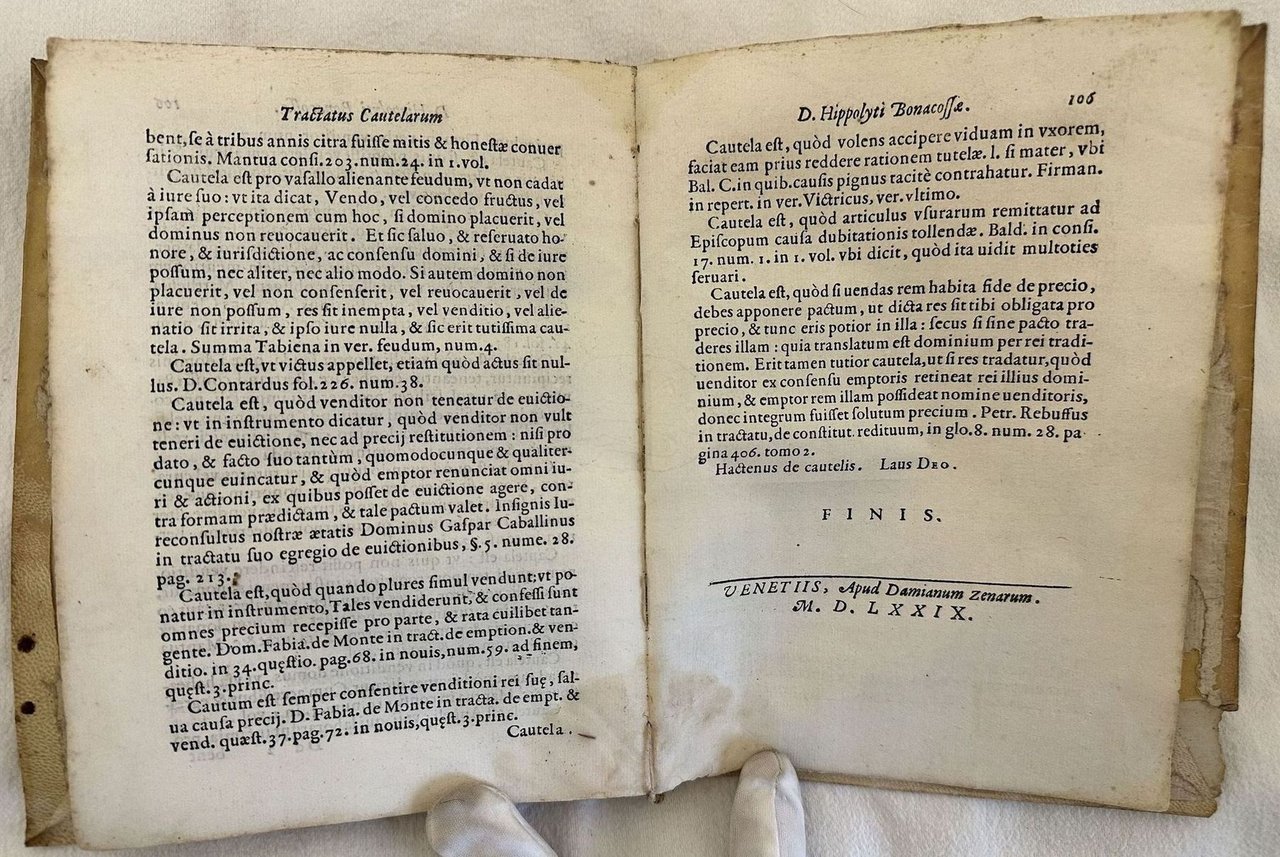 Tractatus Cautelarum
bent, se à tribus annis citra fuisse mitis & honestæ conuer
sationis. Mantua consi. 203. num. 24. in 1. vol.
Cautela est pro vasallo alienante feudum, vt non cadat
à iure suo: vt ita dicat, Vendo, vel concedo fructus, vel
ipsam perceptionem cum hoc, si domino placuerit, vel
dominus non reuocauerit. Et sic saluo, & reseruato ho-
nore, & iurisdictione, ac consensu domini, & si de iure
possum, nec aliter, nec alio modo. Si autem domino non
placuerit, vel non consenserit, vel reuocauerit, vel de
iure non possum, res sit inempta, vel venditio, vel alie-
natio sit irrita, & ipso iure nulla, & sic erit tutissima cau-
tela. Summa Tabiena in ver. feudum, num. 4.
Cautela est, vt victus appellet, etiam quòd actus sit nul-
lus. D. Contardus fol. 226. num. 38.
Cautela est, quòd venditor non teneatur de euictio-
ne: vt in instrumento dicatur, quòd venditor non vult
teneri de euictione, nec ad precij restitutionem: nisi pro
dato, & facto suo tantùm, quomodocunque & qualiter-
cunque euincatur, & quòd emptor renunciat omni iu-
ri & actioni, ex quibus posset de euictione agere, con-
tra formam prædictam, & tale pactum valet. Insignis Iu-
reconsultus nostræ ætatis Dominus Gaspar Caballinus
in tractatu suo egregio de euictionibus, §. 5. nume. 28.
pag. 213.
Cautela est, quòd quando plures simul vendunt: vt po-
natur in instrumento, Tales vendiderunt, & confessi sunt
omnes precium recepisse pro parte, & rata cuilibet tan-
gente. Dom. Fabia. de Monte in tract. de emption. & ven-
ditio. in 34. quęstio. pag. 68. in nouis, num. 59. ad finem,
quęst. 3. princ.
Cautum est semper consentire venditioni rei suę, sal-
ua causa precij. D. Fabia. de Monte in tracta. de empt. &
vend. quæst. 37. pag. 72. in nouis, quęst. 3. princ.
Cautela.
D. Hippolyti Bonacossæ. 106
Cautela est, quòd volens accipere viduam in vxorem,
faciat eam prius reddere rationem tutelæ. l. si mater, vbi
Bal. C. in quib. causis pignus tacitè contrahatur. Firman.
in repert. in ver. Victricus, ver. vltimo.
Cautela est, quòd articulus vsurarum remittatur ad
Episcopum causa dubitationis tollendæ. Bald. in consi.
17. num. 1. in 1. vol. vbi dicit, quòd ita uidit multoties
seruari.
Cautela est, quòd si uendas rem habita fide de precio,
debes apponere pactum, ut dicta res sit tibi obligata pro
precio, & tunc eris potior in illa: secus si sine pacto tra-
deres illam: quia translatum est dominium per rei tradi-
tionem. Erit tamen tutior cautela, ut si res tradatur, quòd
uenditor ex consensu emptoris retineat rei illius domi-
nium, & emptor rem illam possideat nomine uenditoris,
donec integrum fuisset solutum precium. Petr. Rebuffus
in tractatu, de constitut. redituum, in glo. 8. num. 28. pa-
gina 406. tomo 2.
Hactenus de cautelis. Laus DEO.
FINIS.
VENETIIS, Apud Damianum Zenarum.
M. D. LXXIX.